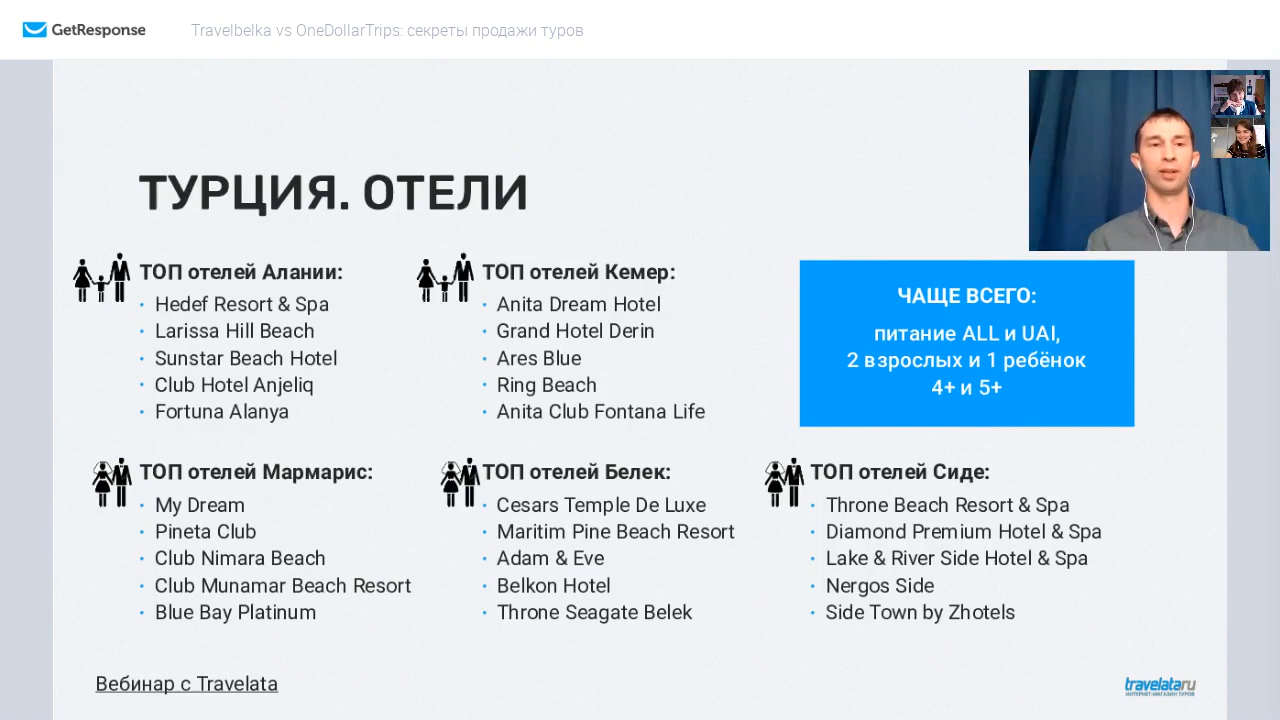 GetResponse
Travelbelka vs OneDollarTrips: секреты продажи туров
ТУРЦИЯ. ОТЕЛИ
ТОП отелей Алании:
Hedef Resort & Spa
Larissa Hill Beach
Sunstar Beach Hotel
Club Hotel Anjeliq
Fortuna Alanya
ТОП отелей Кемер:
Anita Dream Hotel
Grand Hotel Derin
Ares Blue
Ring Beach
Anita Club Fontana Life
ЧАЩЕ ВСЕГО:
питание ALL и UAI,
2 взрослых и 1 ребёнок
4+ и 5+
ТОП отелей Мармарис:
My Dream
Pineta Club
Club Nimara Beach
Club Munamar Beach Resort
Blue Bay Platinum
ТОП отелей Белек:
Cesars Temple De Luxe
Maritim Pine Beach Resort
Adam & Eve
Belkon Hotel
Throne Seagate Belek
ТОП отелей Сиде:
Throne Beach Resort & Spa
Diamond Premium Hotel & Spa
Lake & River Side Hotel & Spa
Nergos Side
Side Town by Zhotels
Вебинар с Travelata
travelataru
ИНТЕРНЕТ-МАГАЗИН ТУРОВ